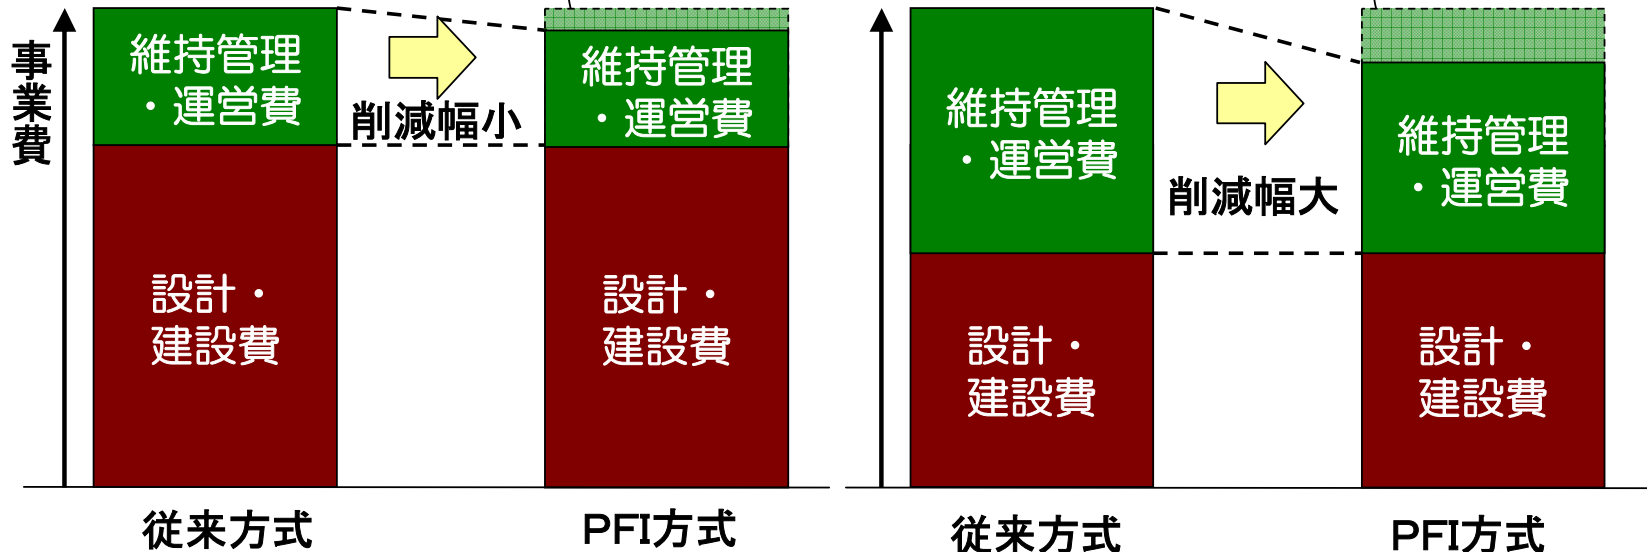 事業費
維持管理
・運営費
設計・
建設費
従来方式
削減幅小
維持管理
・運営費
設計・
建設費
PFI方式
維持管理
・運営費
設計・
建設費
従来方式
削減幅大
維持管理
・運営費
設計・
建設費
PFI方式